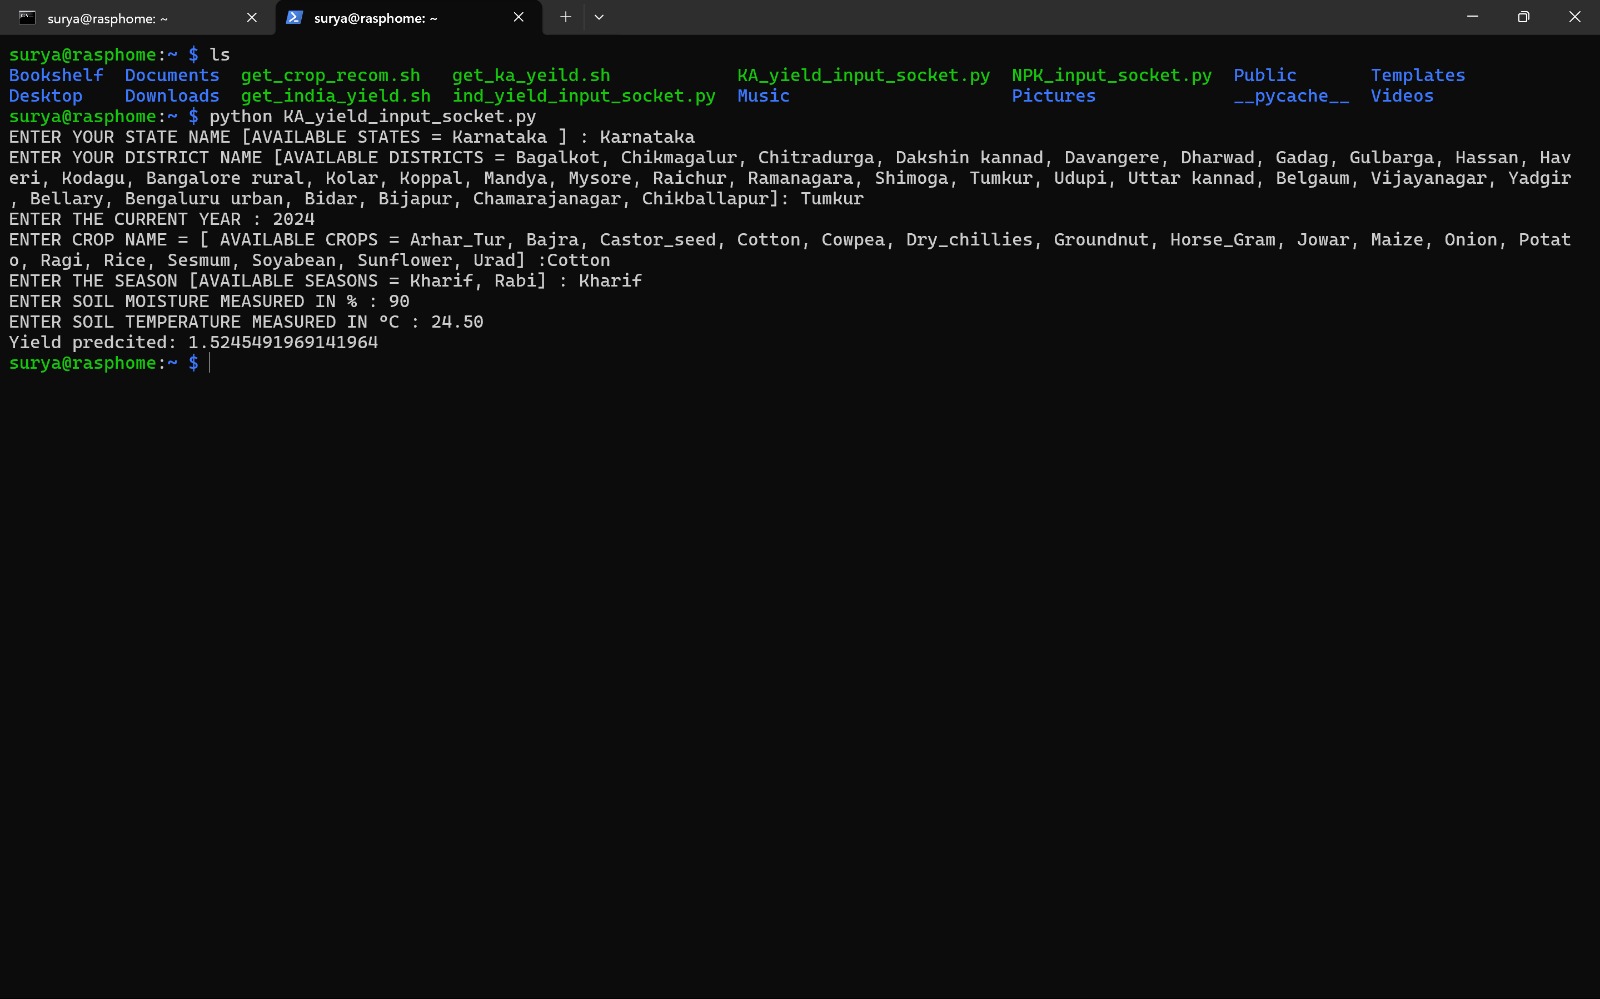 surya@rasphome: ~
surya@rasphome: ~
surya@rasphome:~ $ ls
Bookshelf  Documents  get_crop_recom.sh   get_ka_yeild.sh            KA_yield_input_socket.py  NPK_input_socket.py  Public       Templates
Desktop    Downloads  get_india_yield.sh  ind_yield_input_socket.py  Music                     Pictures             __pycache__  Videos
surya@rasphome:~ $ python KA_yield_input_socket.py
ENTER YOUR STATE NAME [AVAILABLE STATES = Karnataka ] : Karnataka
ENTER YOUR DISTRICT NAME [AVAILABLE DISTRICTS = Bagalkot, Chikmagalur, Chitradurga, Dakshin kannad, Davangere, Dharwad, Gadag, Gulbarga, Hassan, Hav
eri, Kodagu, Bangalore rural, Kolar, Koppal, Mandya, Mysore, Raichur, Ramanagara, Shimoga, Tumkur, Udupi, Uttar kannad, Belgaum, Vijayanagar, Yadgir
, Bellary, Bengaluru urban, Bidar, Bijapur, Chamarajanagar, Chikballapur]: Tumkur
ENTER THE CURRENT YEAR : 2024
ENTER CROP NAME = [ AVAILABLE CROPS = Arhar_Tur, Bajra, Castor_seed, Cotton, Cowpea, Dry_chillies, Groundnut, Horse_Gram, Jowar, Maize, Onion, Potat
o, Ragi, Rice, Sesmum, Soyabean, Sunflower, Urad] :Cotton
ENTER THE SEASON [AVAILABLE SEASONS = Kharif, Rabi] : Kharif
ENTER SOIL MOISTURE MEASURED IN % : 90
ENTER SOIL TEMPERATURE MEASURED IN °C : 24.50
Yield predcited: 1.5245491969141964
surya@rasphome:~ $